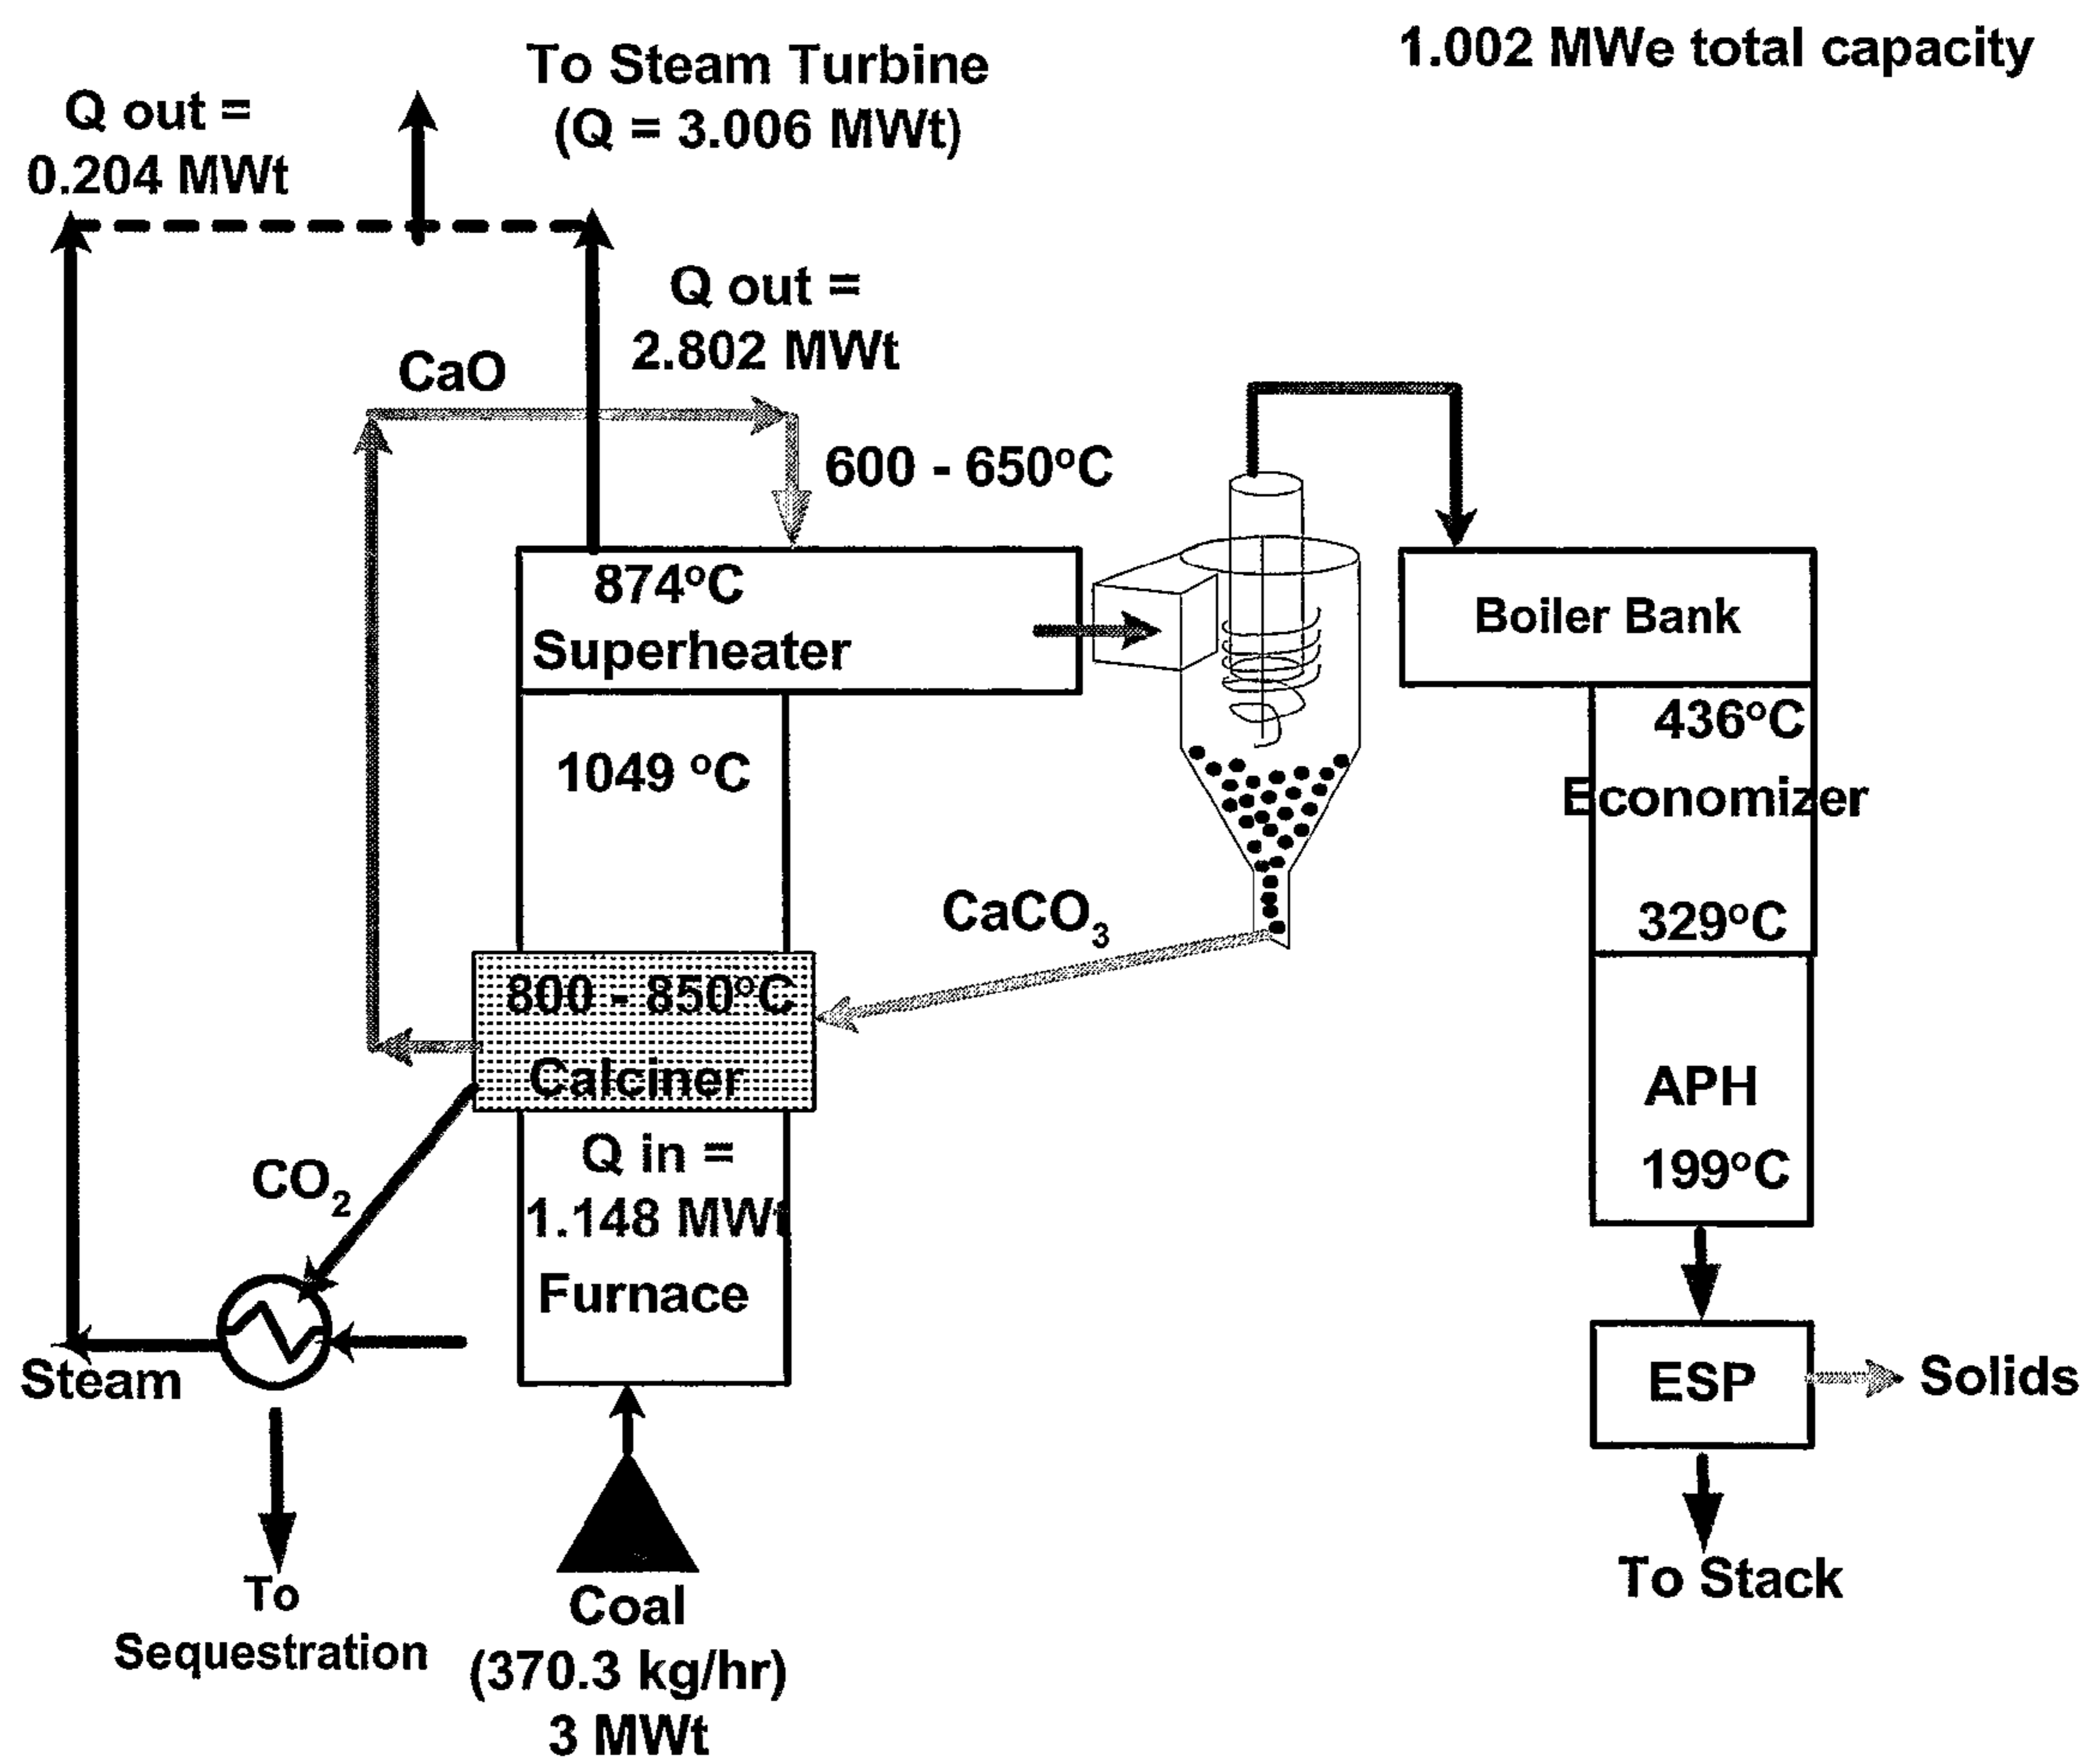 1.002 MWe total capacity
To Steam Turbine
(Q = 3.006 MWt)
Q out =
0.204 MWt
Q out =
2.802 MWt
CaO
600 - 650°C
874°C
Superheater
Boiler Bank
1049 °C
436°C
Economizer
329°C
CaCO3
800 - 850°C
Calciner
APH
199°C
Q in =
1.148 MWt
Furnace
CO2
Steam
ESP
Solids
To
Sequestration
Coal
(370.3 kg/hr)
3 MWt
To Stack